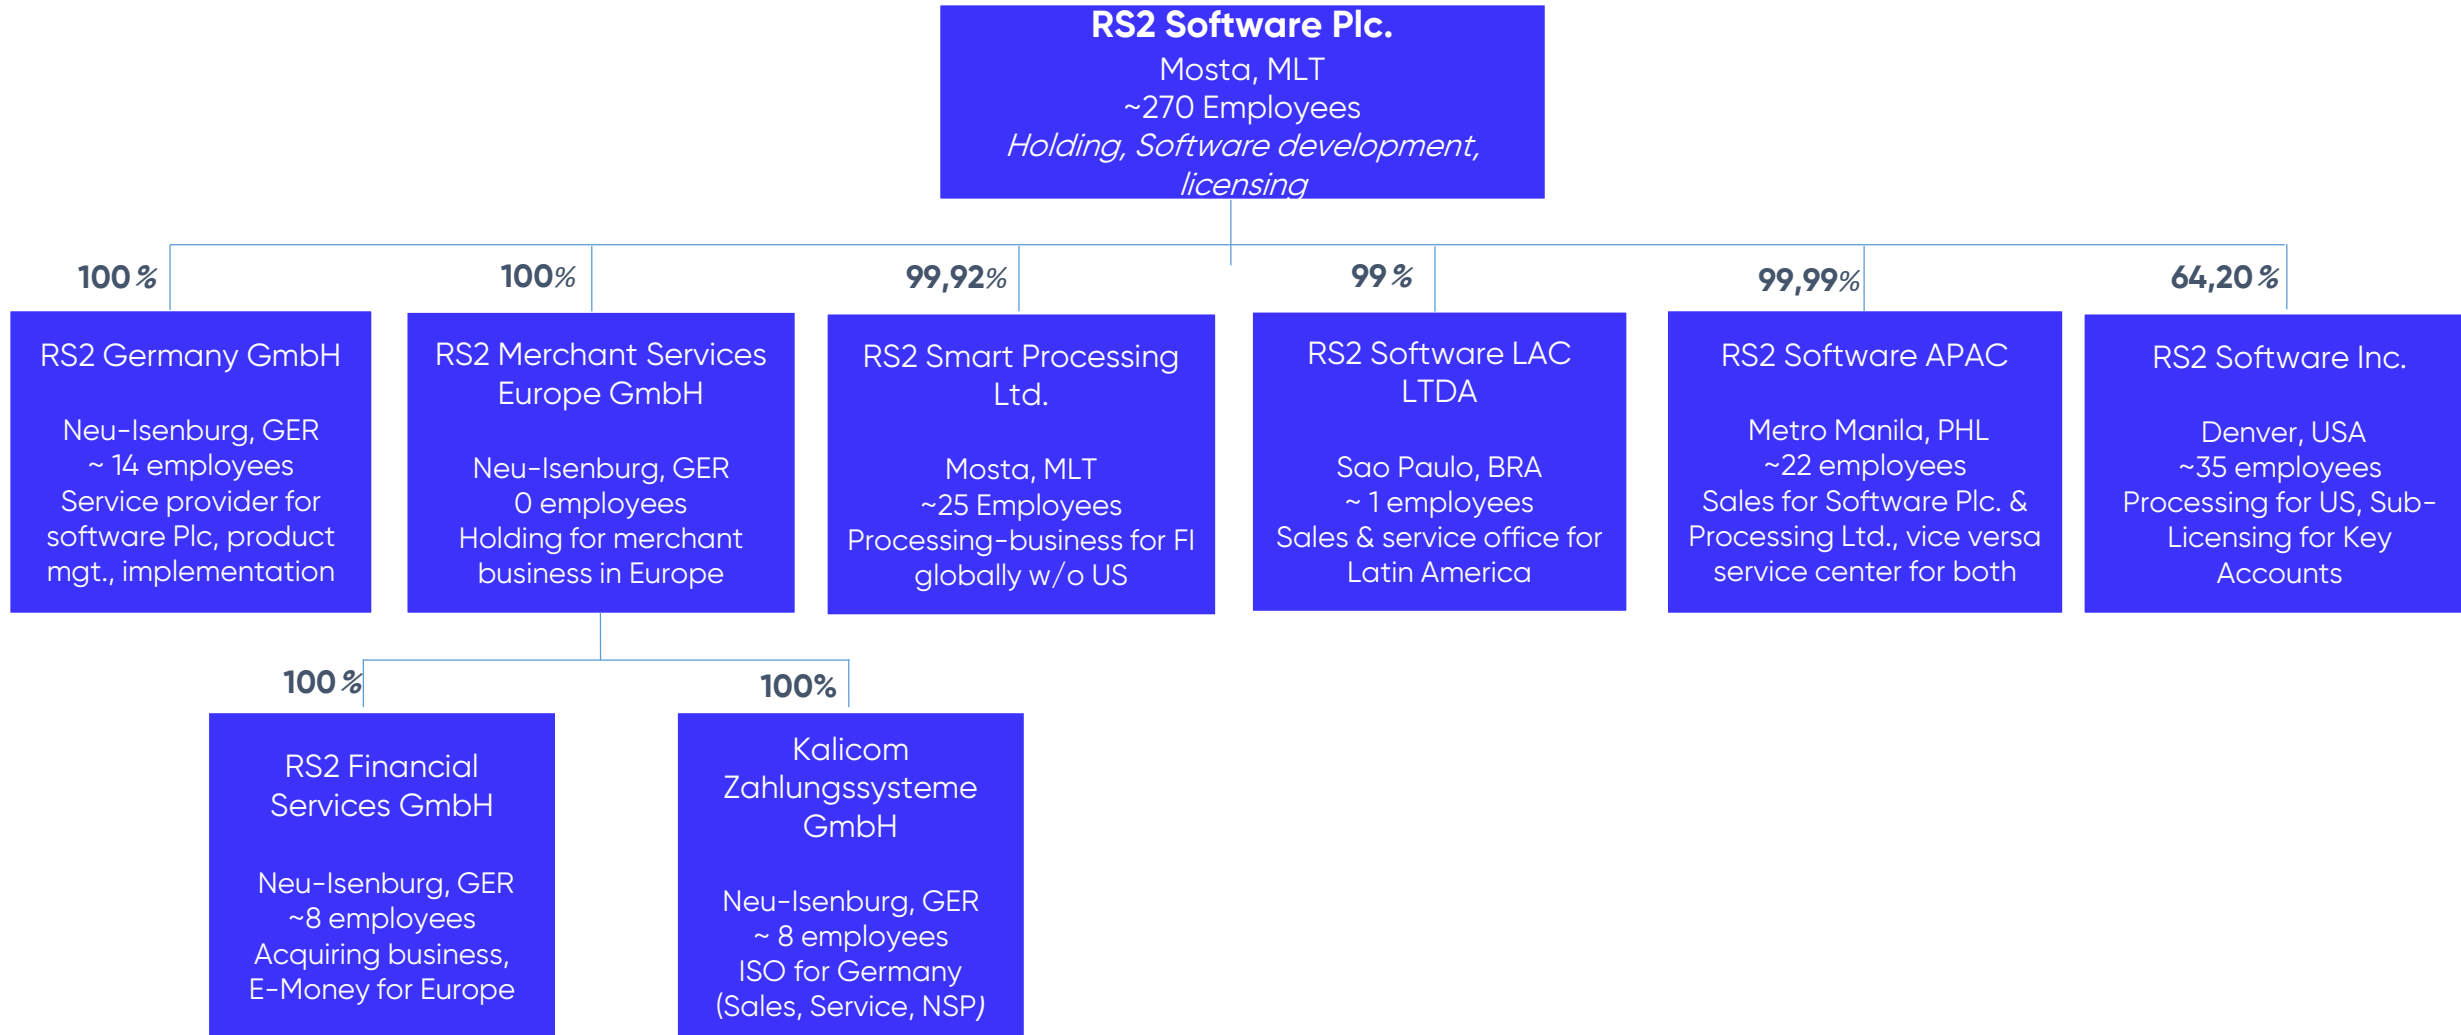 RS2 Software Plc.
Mosta, MLT
~270 Employees
Holding, Software development,
licensing
100 %
RS2 Germany GmbH
Neu-Isenburg, GER
~ 14 employees
Service provider for
software Plc, product
mgt., implementation
100%
RS2 Merchant Services
Europe GmbH
Neu-Isenburg, GER
0 employees
Holding for merchant
business in Europe
99,92%
RS2 Smart Processing
Ltd.
Mosta, MLT
~25 Employees
Processing-business for FI
globally w/o US
99 %
RS2 Software LAC
LTDA
Sao Paulo, BRA
~ 1 employees
Sales & service office for
Latin America
99,99%
RS2 Software APAC
Metro Manila, PHL
~22 employees
Sales for Software Plc. &
Processing Ltd., vice versa
service center for both
64,20 %
RS2 Software Inc.
Denver, USA
~35 employees
Processing for US, Sub-
Licensing for Key
Accounts
100 %
RS2 Financial
Services GmbH
Neu-Isenburg, GER
~8 employees
Acquiring business,
E-Money for Europe
100%
Kalicom
Zahlungssysteme
GmbH
Neu-Isenburg, GER
~ 8 employees
ISO for Germany
(Sales, Service, NSP)